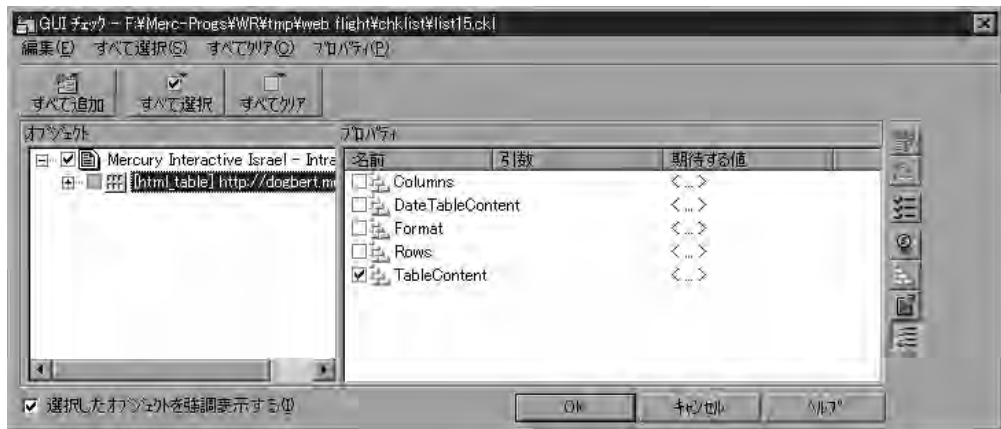 GUI チェック - F:¥Merc-Progs¥WR¥tmp¥web flight¥chklist¥list15.ckl
編集(E) すべて選択(S) すべてクリア(O) プロパティ(P)
すべて追加 すべて選択 すべてクリア
オブジェクト
Mercury Interactive Israel - Intra
[html_table] http://dogbert.m
プロパティ
名前 引数 期待する値
Columns <...>
DateTableContent <...>
Format <...>
Rows <...>
TableContent <...>
選択したオブジェクトを強調表示する(I)
OK キャンセル ヘルプ